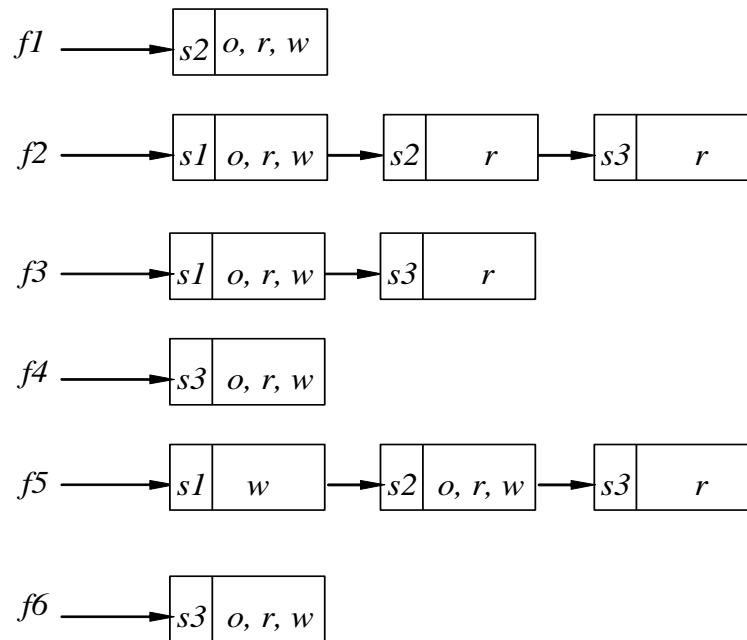 f1 s2 o, r, w
f2 s1 o, r, w s2 r s3 r
f3 s1 o, r, w s3 r
f4 s3 o, r, w
f5 s1 w s2 o, r, w s3 r
f6 s3 o, r, w